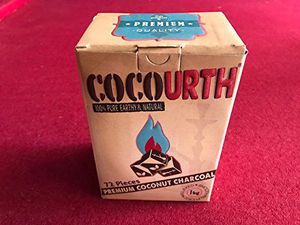 PREMIUM
QUALITY
COCOURTH
100% PURE EARTHY & NATURAL
72 Pieces
PREMIUM COCONUT CHARCOAL
1kg